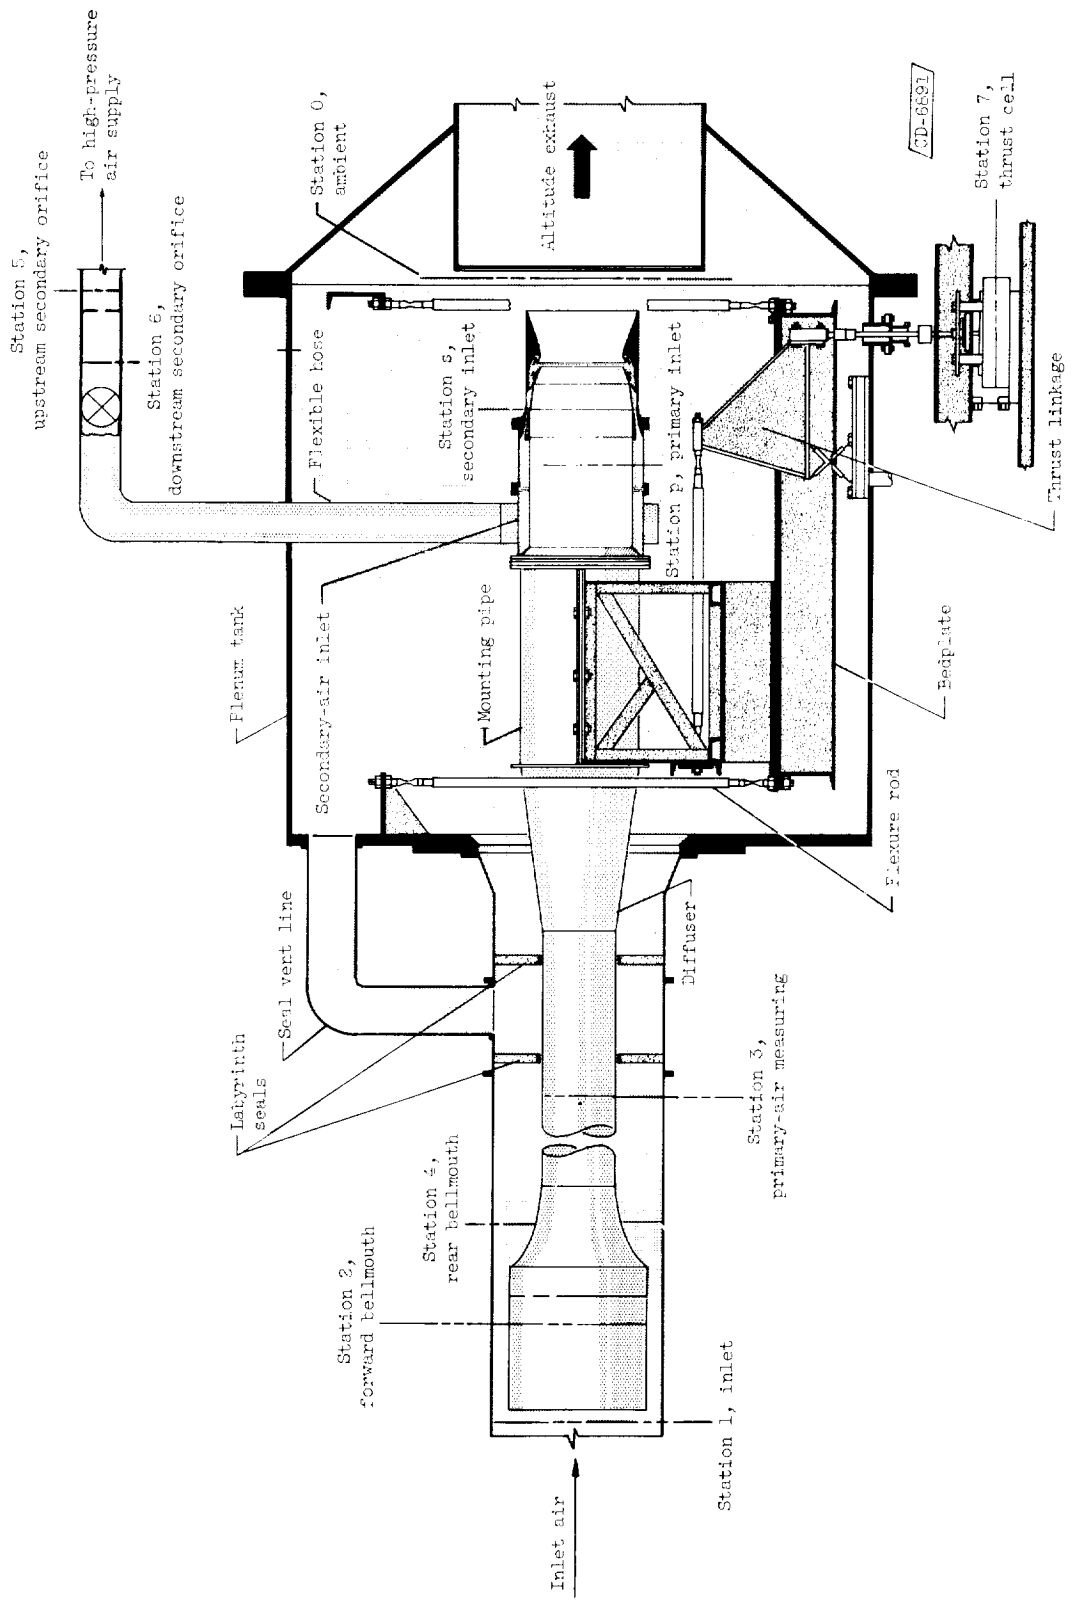 Station 5,
upstream secondary orifice
To high-pressure
air supply
Station 6,
downstream secondary orifice
Station 0,
ambient
Altitude exhaust
CD-6891
Station 7,
thrust cell
Flexible hose
Station s,
secondary inlet
Station p, primary inlet
Thrust linkage
Plenum tank
Secondary-air inlet
Mounting pipe
Bedplate
Flexure rod
Seal vent line
Diffuser
Labyrinth
seals
Station 3,
primary-air measuring
Station 4,
rear bellmouth
Station 2,
forward bellmouth
Station 1, inlet
Inlet air